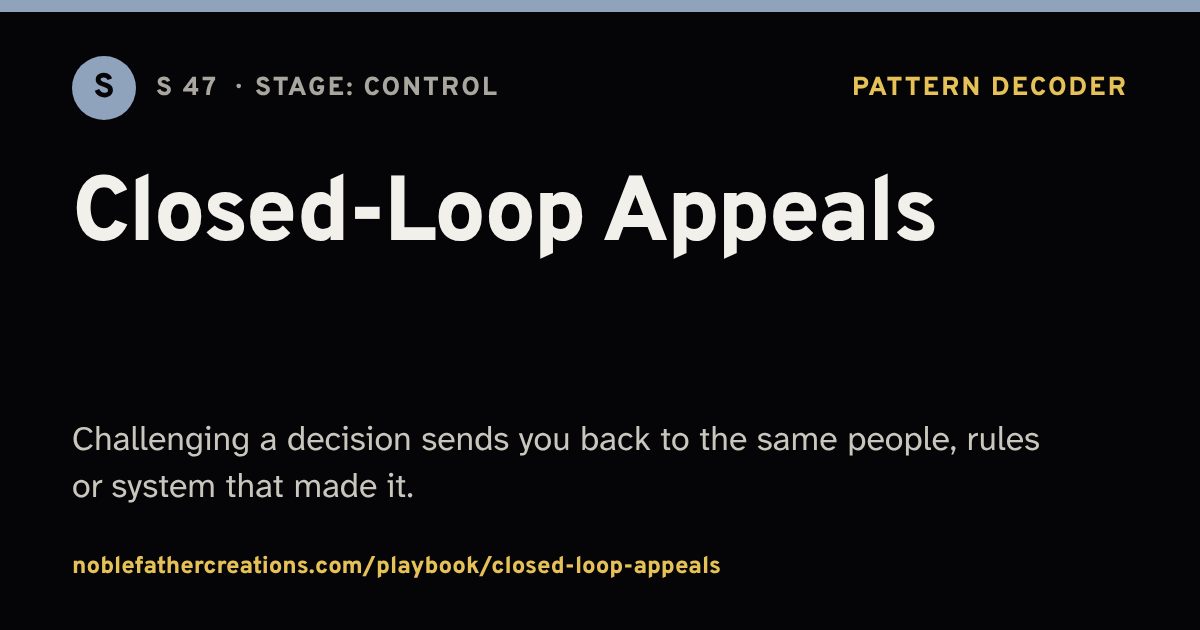 S
S 47 · STAGE: CONTROL
PATTERN DECODER
Closed-Loop Appeals
Challenging a decision sends you back to the same people, rules
or system that made it.
noblefathercreations.com/playbook/closed-loop-appeals